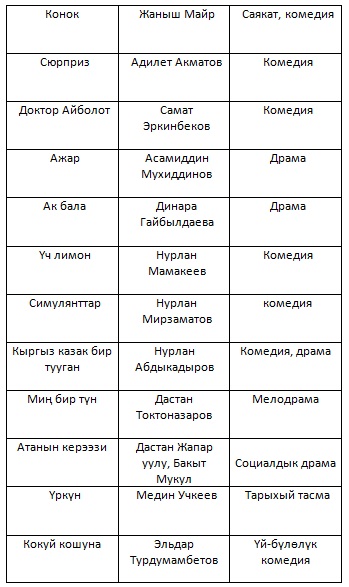 Конок Жаныш Майр Саякат, комедия
Сюрприз Адилет Акматов Комедия
Доктор Айболот Самат Эркинбеков Комедия
Ажар Асамиддин Мухиддинов Драма
Ак бала Динара Гайбылдаева Драма
Үч лимон Нурлан Мамакеев Комедия
Симулянттар Нурлан Мирзаматов комедия
Кыргыз казак бир тууган Нурлан Абдыкадыров Комедия, драма
Миң бир түн Дастан Токтоназаров Мелодрама
Атанын керээзи Дастан Жапар уулу, Бакыт Мукул Социалдык драма
Үркүн Медин Учкеев Тарыхый тасма
Кокуй кошуна Эльдар Турдумамбетов Үй-бүлөлүк комедия